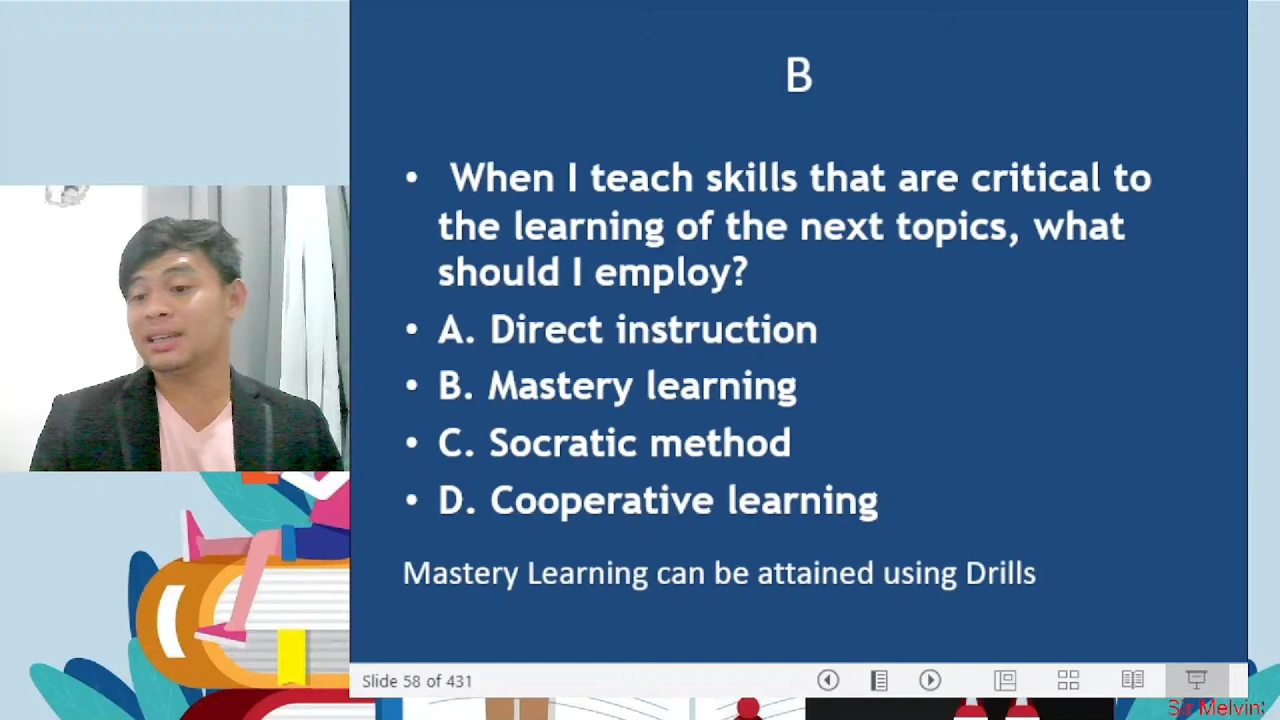 B
• When I teach skills that are critical to
the learning of the next topics, what
should I employ?
• A. Direct instruction
• B. Mastery learning
• C. Socratic method
• D. Cooperative learning
Mastery Learning can be attained using Drills
Slide 58 of 431
Sir Melvin: